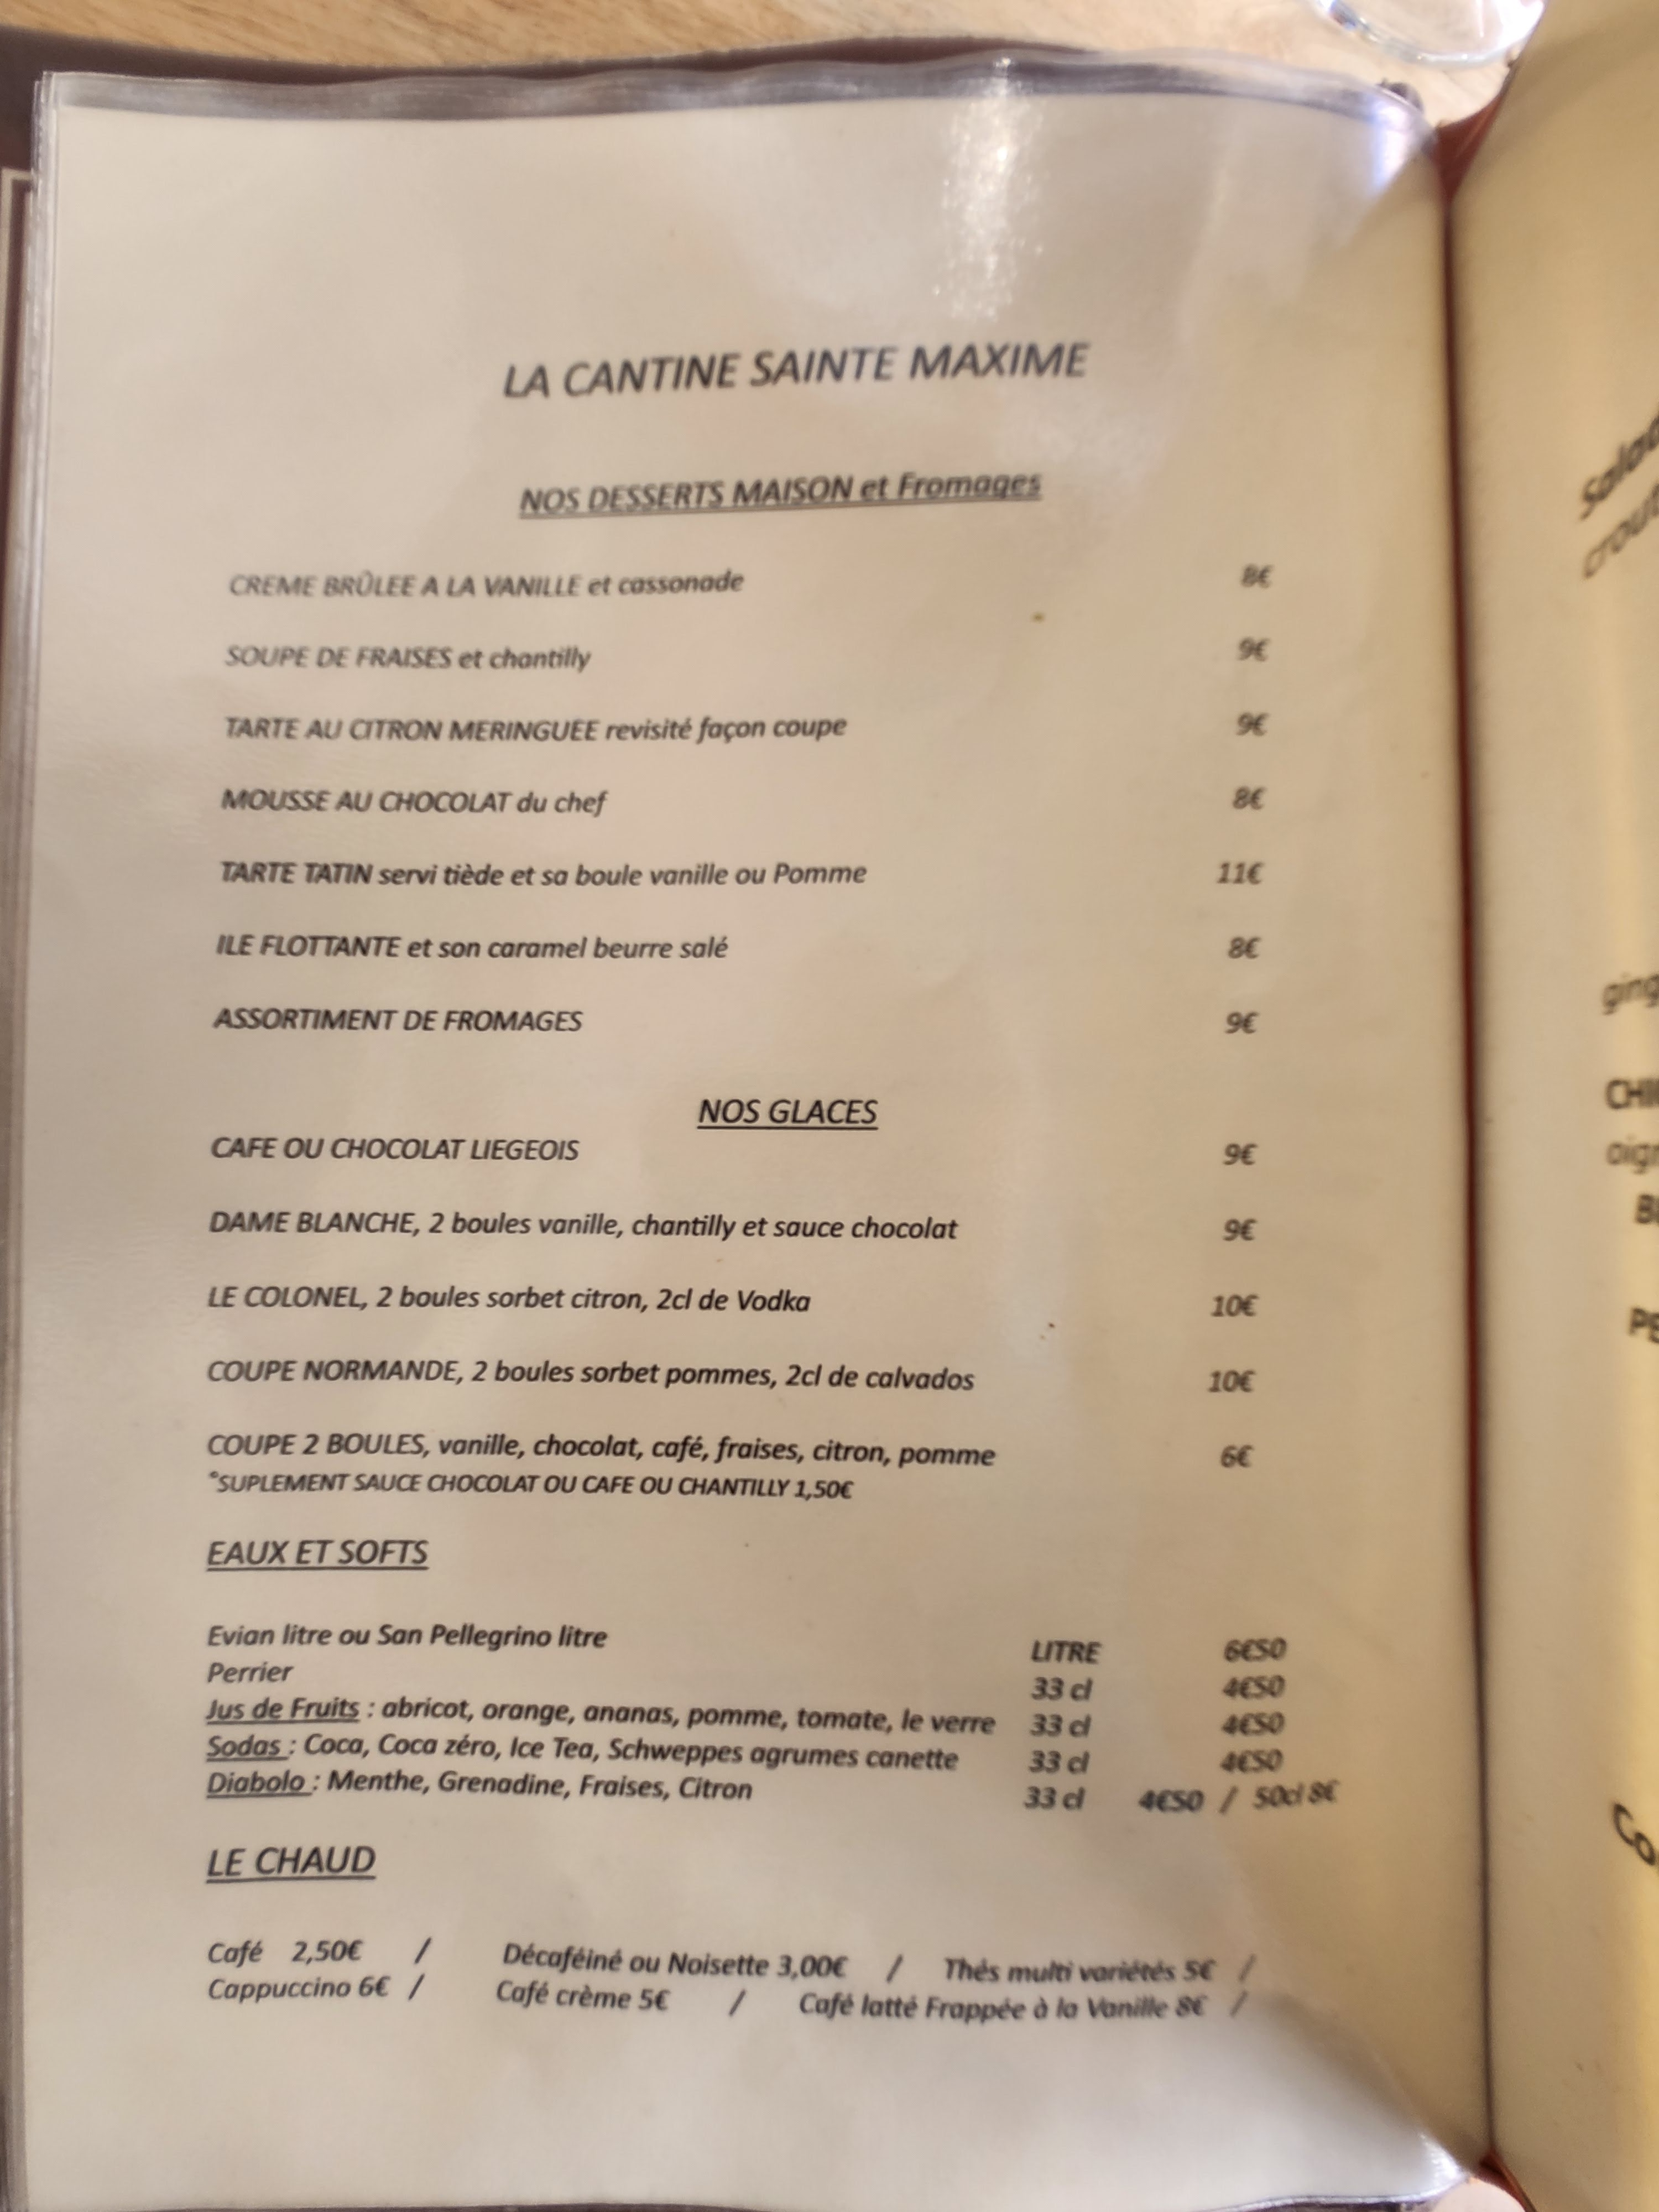 LA CANTINE SAINTE MAXIME
NOS DESSERTS MAISON et Fromages
CREME BRÛLEE A LA VANILLE et cassonade 8€
SOUPE DE FRAISES et chantilly 9€
TARTE AU CITRON MERINGUEE revisité façon coupe 9€
MOUSSE AU CHOCOLAT du chef 8€
TARTE TATIN servi tiède et sa boule vanille ou Pomme 11€
ILE FLOTTANTE et son caramel beurre salé 8€
ASSORTIMENT DE FROMAGES 9€
NOS GLACES
CAFE OU CHOCOLAT LIEGEOIS 9€
DAME BLANCHE, 2 boules vanille, chantilly et sauce chocolat 9€
LE COLONEL, 2 boules sorbet citron, 2cl de Vodka 10€
COUPE NORMANDE, 2 boules sorbet pommes, 2cl de calvados 10€
COUPE 2 BOULES, vanille, chocolat, café, fraises, citron, pomme 6€
*SUPLEMENT SAUCE CHOCOLAT OU CAFE OU CHANTILLY 1,50€
EAUX ET SOFTS
Evian litre ou San Pellegrino litre LITRE 6€50
Perrier 33 cl 4€50
Jus de Fruits : abricot, orange, ananas, pomme, tomate, le verre 33 cl 4€50
Sodas : Coca, Coca zéro, Ice Tea, Schweppes agrumes canette 33 cl 4€50
Diabolo : Menthe, Grenadine, Fraises, Citron 33 cl 4€50 / 50cl 8€
LE CHAUD
Café 2,50€ / Décaféiné ou Noisette 3,00€ / Thés multi variétés 5€ /
Cappuccino 6€ / Café crème 5€ / Café latté Frappée à la Vanille 8€ /